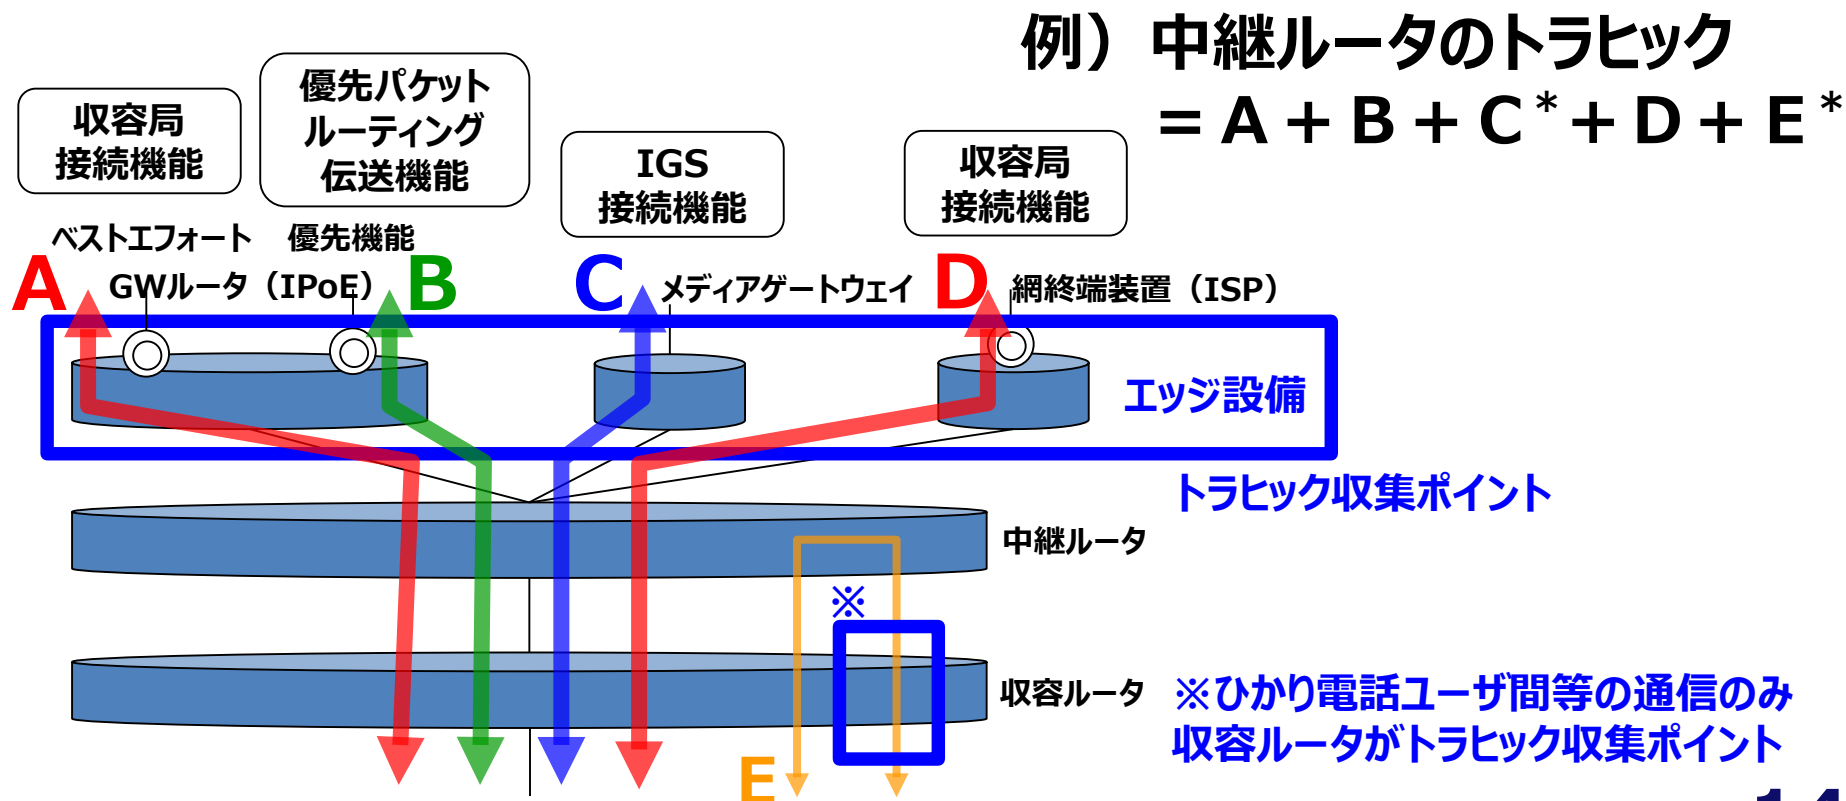 例）中継ルータのトラヒック
＝A＋B＋C*＋D＋E*
収容局
接続機能
優先パケット
ルーティング
伝送機能
IGS
接続機能
収容局
接続機能
ベストエフォート
優先機能
A
GWルータ（IPoE）
B
C
メディアゲートウェイ
D
網終端装置（ISP）
エッジ設備
トラヒック収集ポイント
中継ルータ
※
収容ルータ
※ひかり電話ユーザ間等の通信のみ
収容ルータがトラヒック収集ポイント
E
14